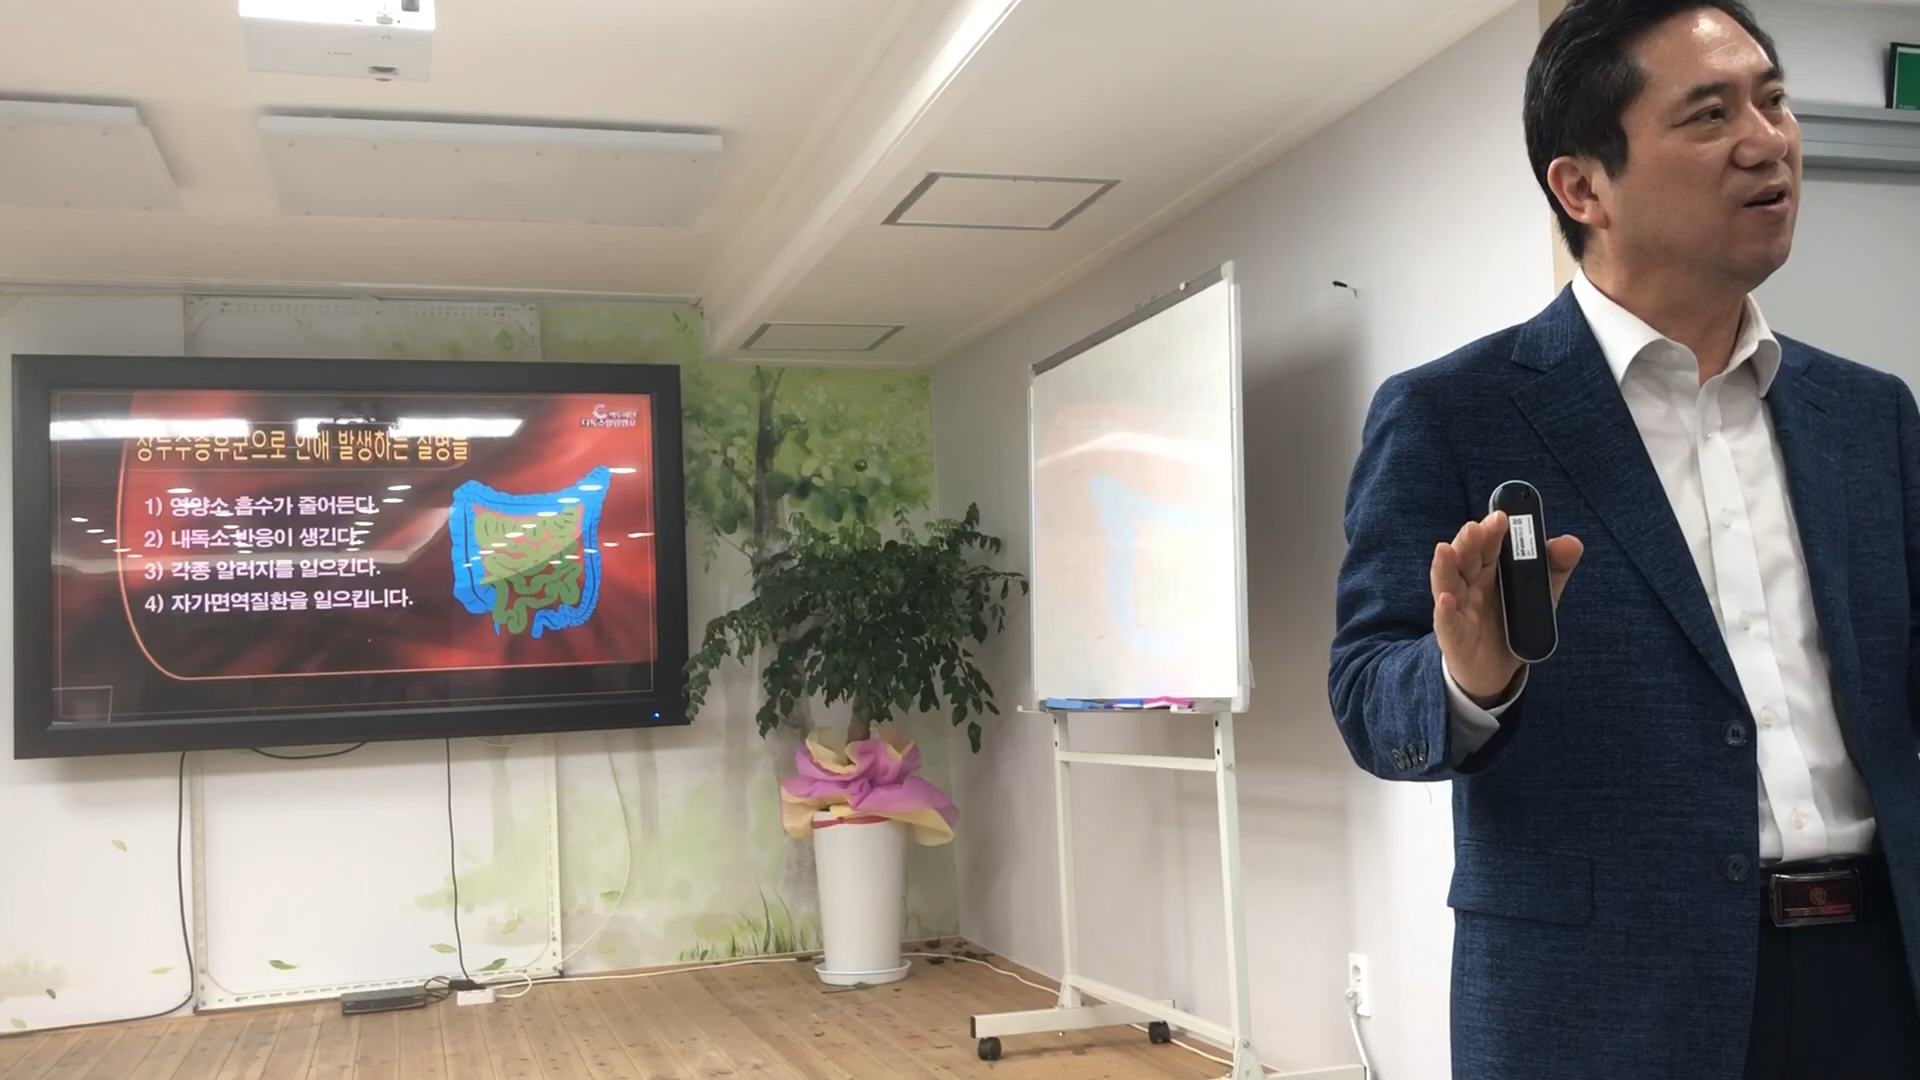 장누수증후군으로 인해 발생하는 질병들
1) 영양소 흡수가 줄어든다.
2) 내독소 반응이 생긴다.
3) 각종 알러지를 일으킨다.
4) 자가면역질환을 일으킵니다.